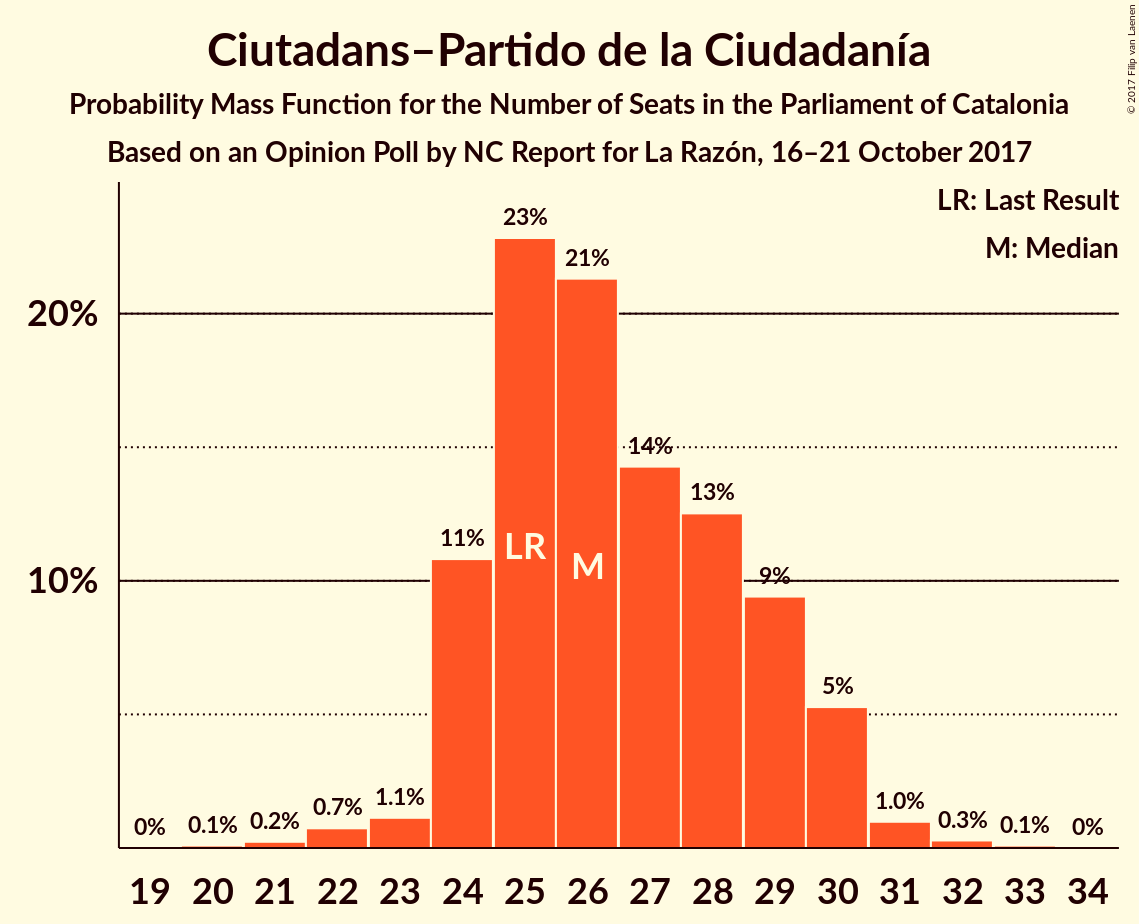 Ciutadans–Partido de la Ciudadanía
Probability Mass Function for the Number of Seats in the Parliament of Catalonia
Based on an Opinion Poll by NC Report for La Razón, 16–21 October 2017
© 2017 Filip van Laenen
LR: Last Result
M: Median
20%
10%
0%
0.1%
0.2%
0.7%
1.1%
11%
23%
21%
14%
13%
9%
5%
1.0%
0.3%
0.1%
0%
LR
M
19 20 21 22 23 24 25 26 27 28 29 30 31 32 33 34